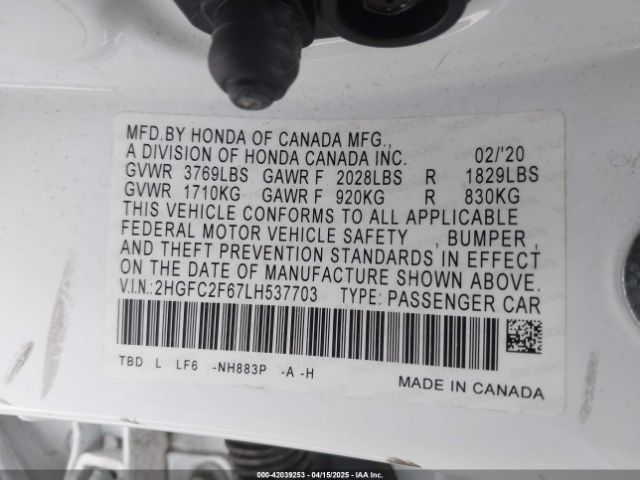 MFD. BY HONDA OF CANADA MFG.,
A DIVISION OF HONDA CANADA INC. 02/'20
GVWR 3769LBS GAWR F 2028LBS R 1829LBS
GVWR 1710KG GAWR F 920KG R 830KG
THIS VEHICLE CONFORMS TO ALL APPLICABLE
FEDERAL MOTOR VEHICLE SAFETY , BUMPER ,
AND THEFT PREVENTION STANDARDS IN EFFECT
ON THE DATE OF MANUFACTURE SHOWN ABOVE.
V.I.N.:2HGFC2F67LH537703 TYPE: PASSENGER CAR
TBD L LF6 -NH883P -A -H
MADE IN CANADA
000-42039253 - 04/15/2025 - IAA Inc.